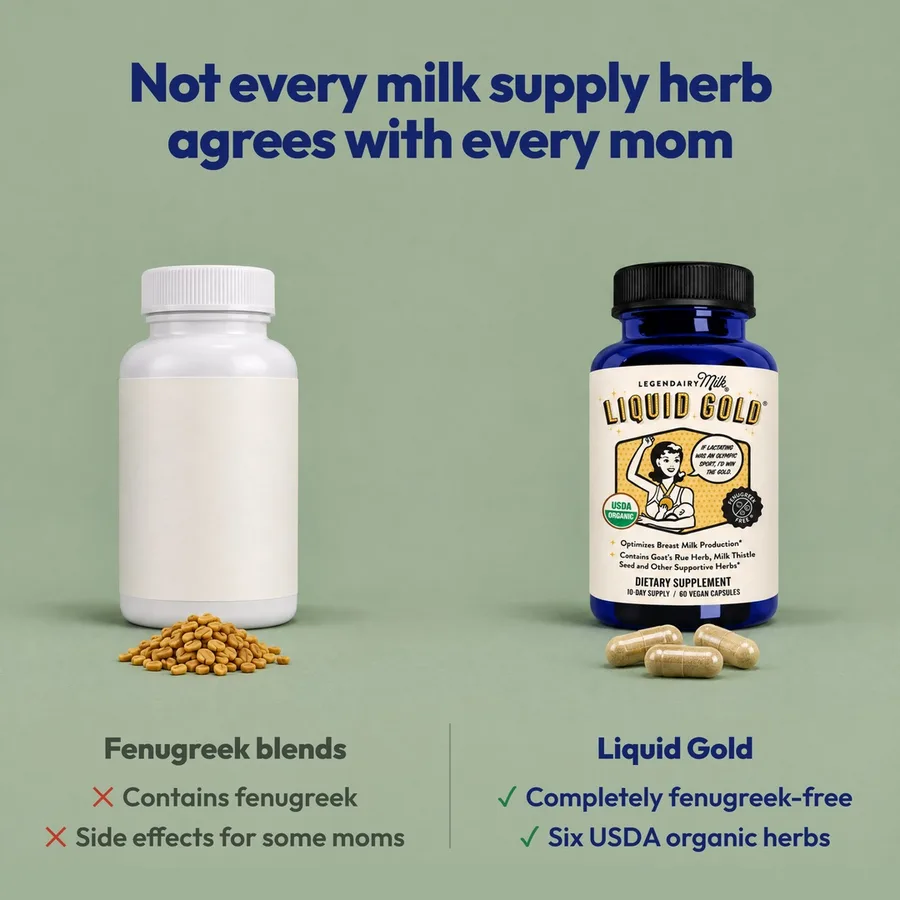 Not every milk supply herb
agrees with every mom
LEGENDAIRY Milk®
LIQUID GOLD®
IF LACTATING
WAS AN OLYMPIC
SPORT, I'D WIN
THE GOLD.
USDA
ORGANIC
FENUGREEK
FREE
Optimizes Breast Milk Production*
Contains Goat's Rue Herb, Milk Thistle
Seed and Other Supportive Herbs*
DIETARY SUPPLEMENT
10-DAY SUPPLY / 60 VEGAN CAPSULES
Fenugreek blends
✕ Contains fenugreek
✕ Side effects for some moms
Liquid Gold
✓ Completely fenugreek-free
✓ Six USDA organic herbs